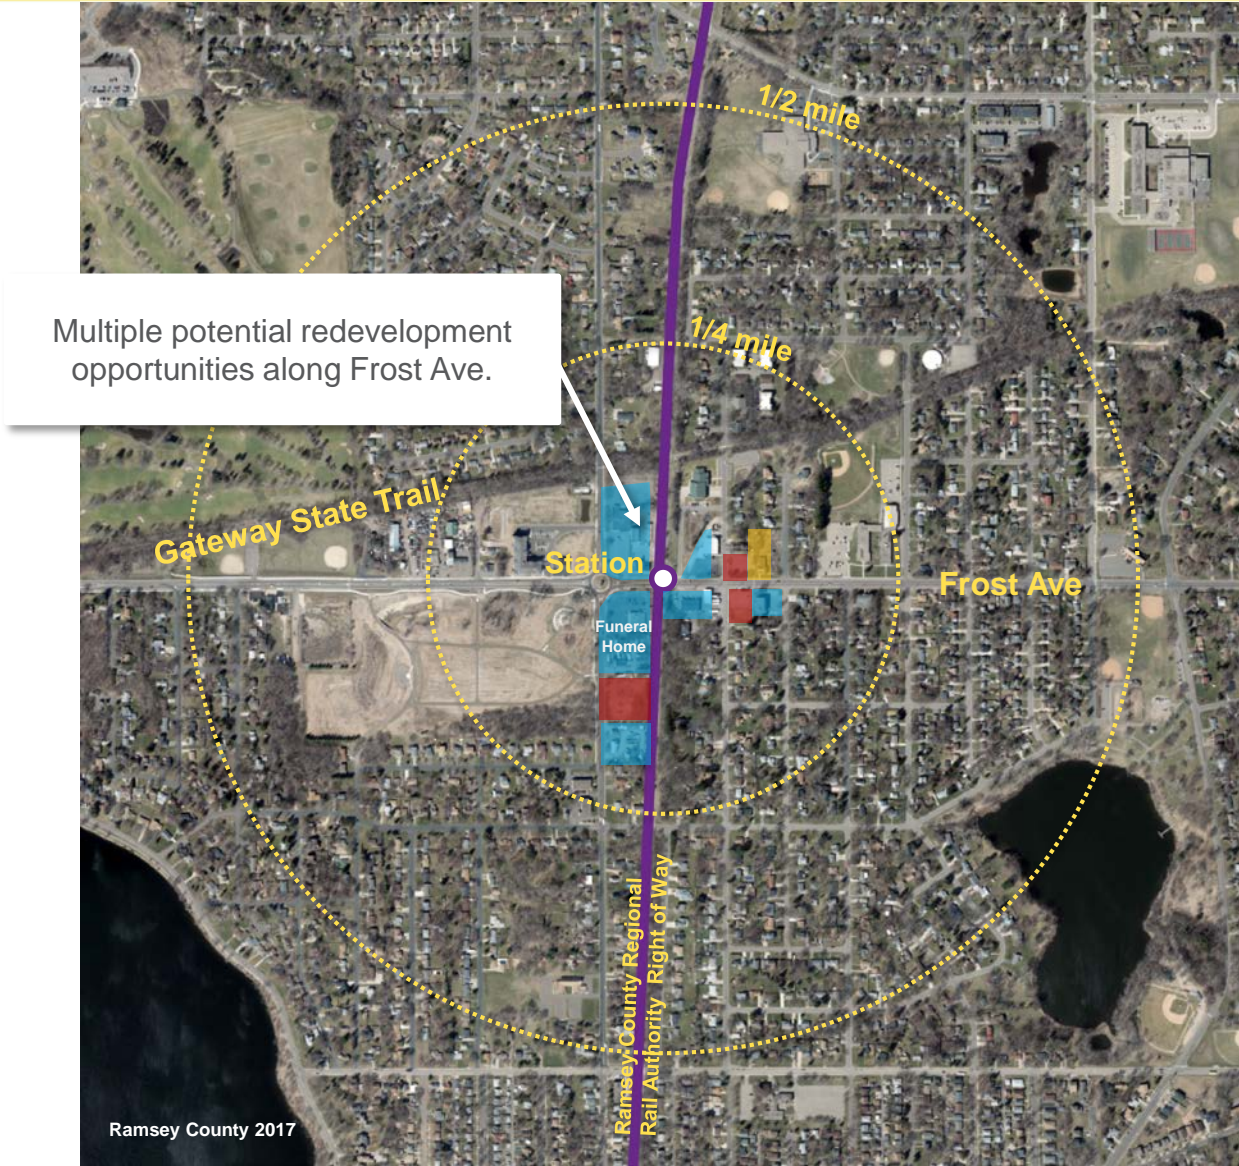 1/2 mile
1/4 mile
Multiple potential redevelopment
opportunities along Frost Ave.
Gateway State Trail
Station
Frost Ave
Funeral
Home
Ramsey County Regional
Rail Authority Right of Way
Ramsey County 2017